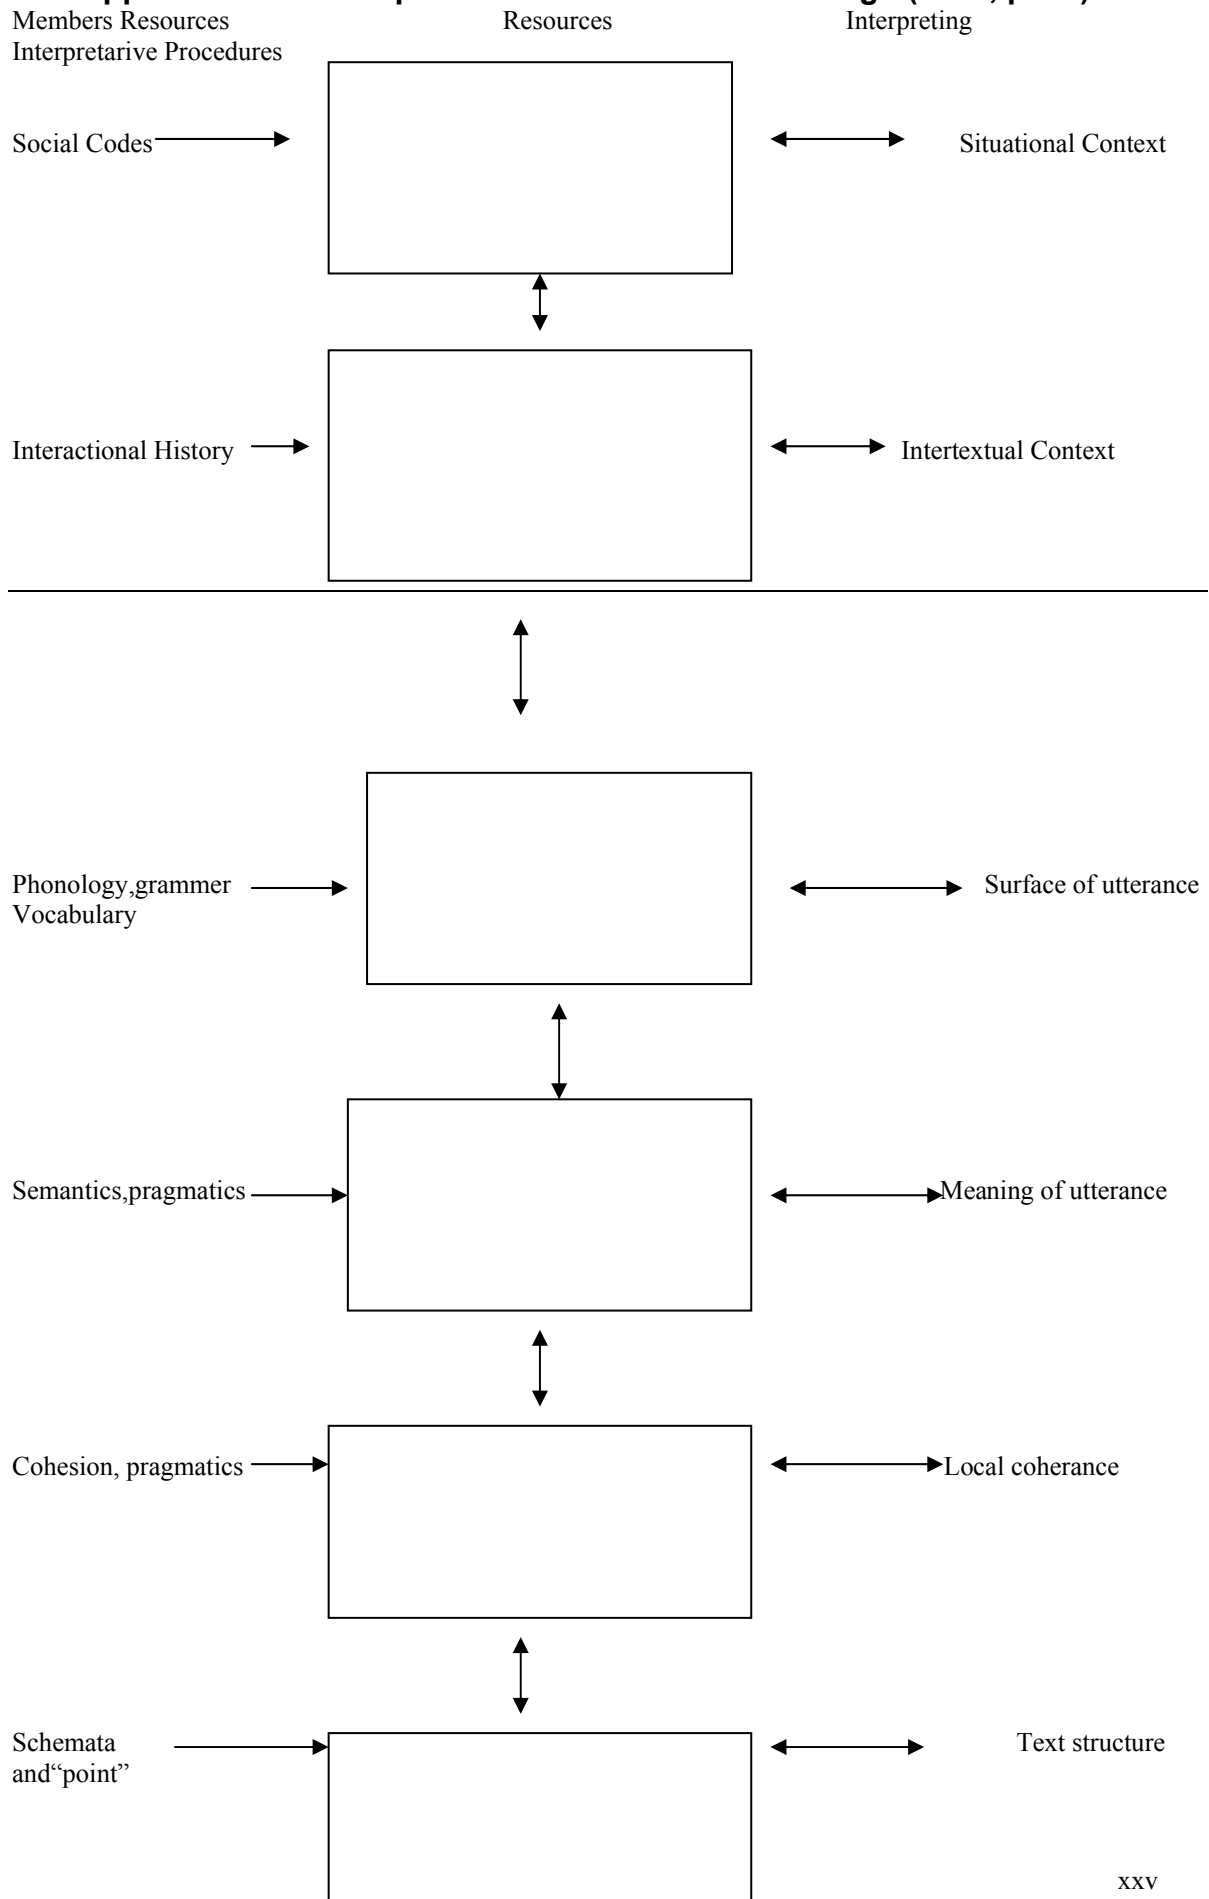 Members Resources Resources Interpreting
Interpretarive Procedures
Social Codes Situational Context
Interactional History Intertextual Context
Phonology,grammer Surface of utterance
Vocabulary
Semantics,pragmatics Meaning of utterance
Cohesion, pragmatics Local coherance
Schemata Text structure
and“point”
xxv